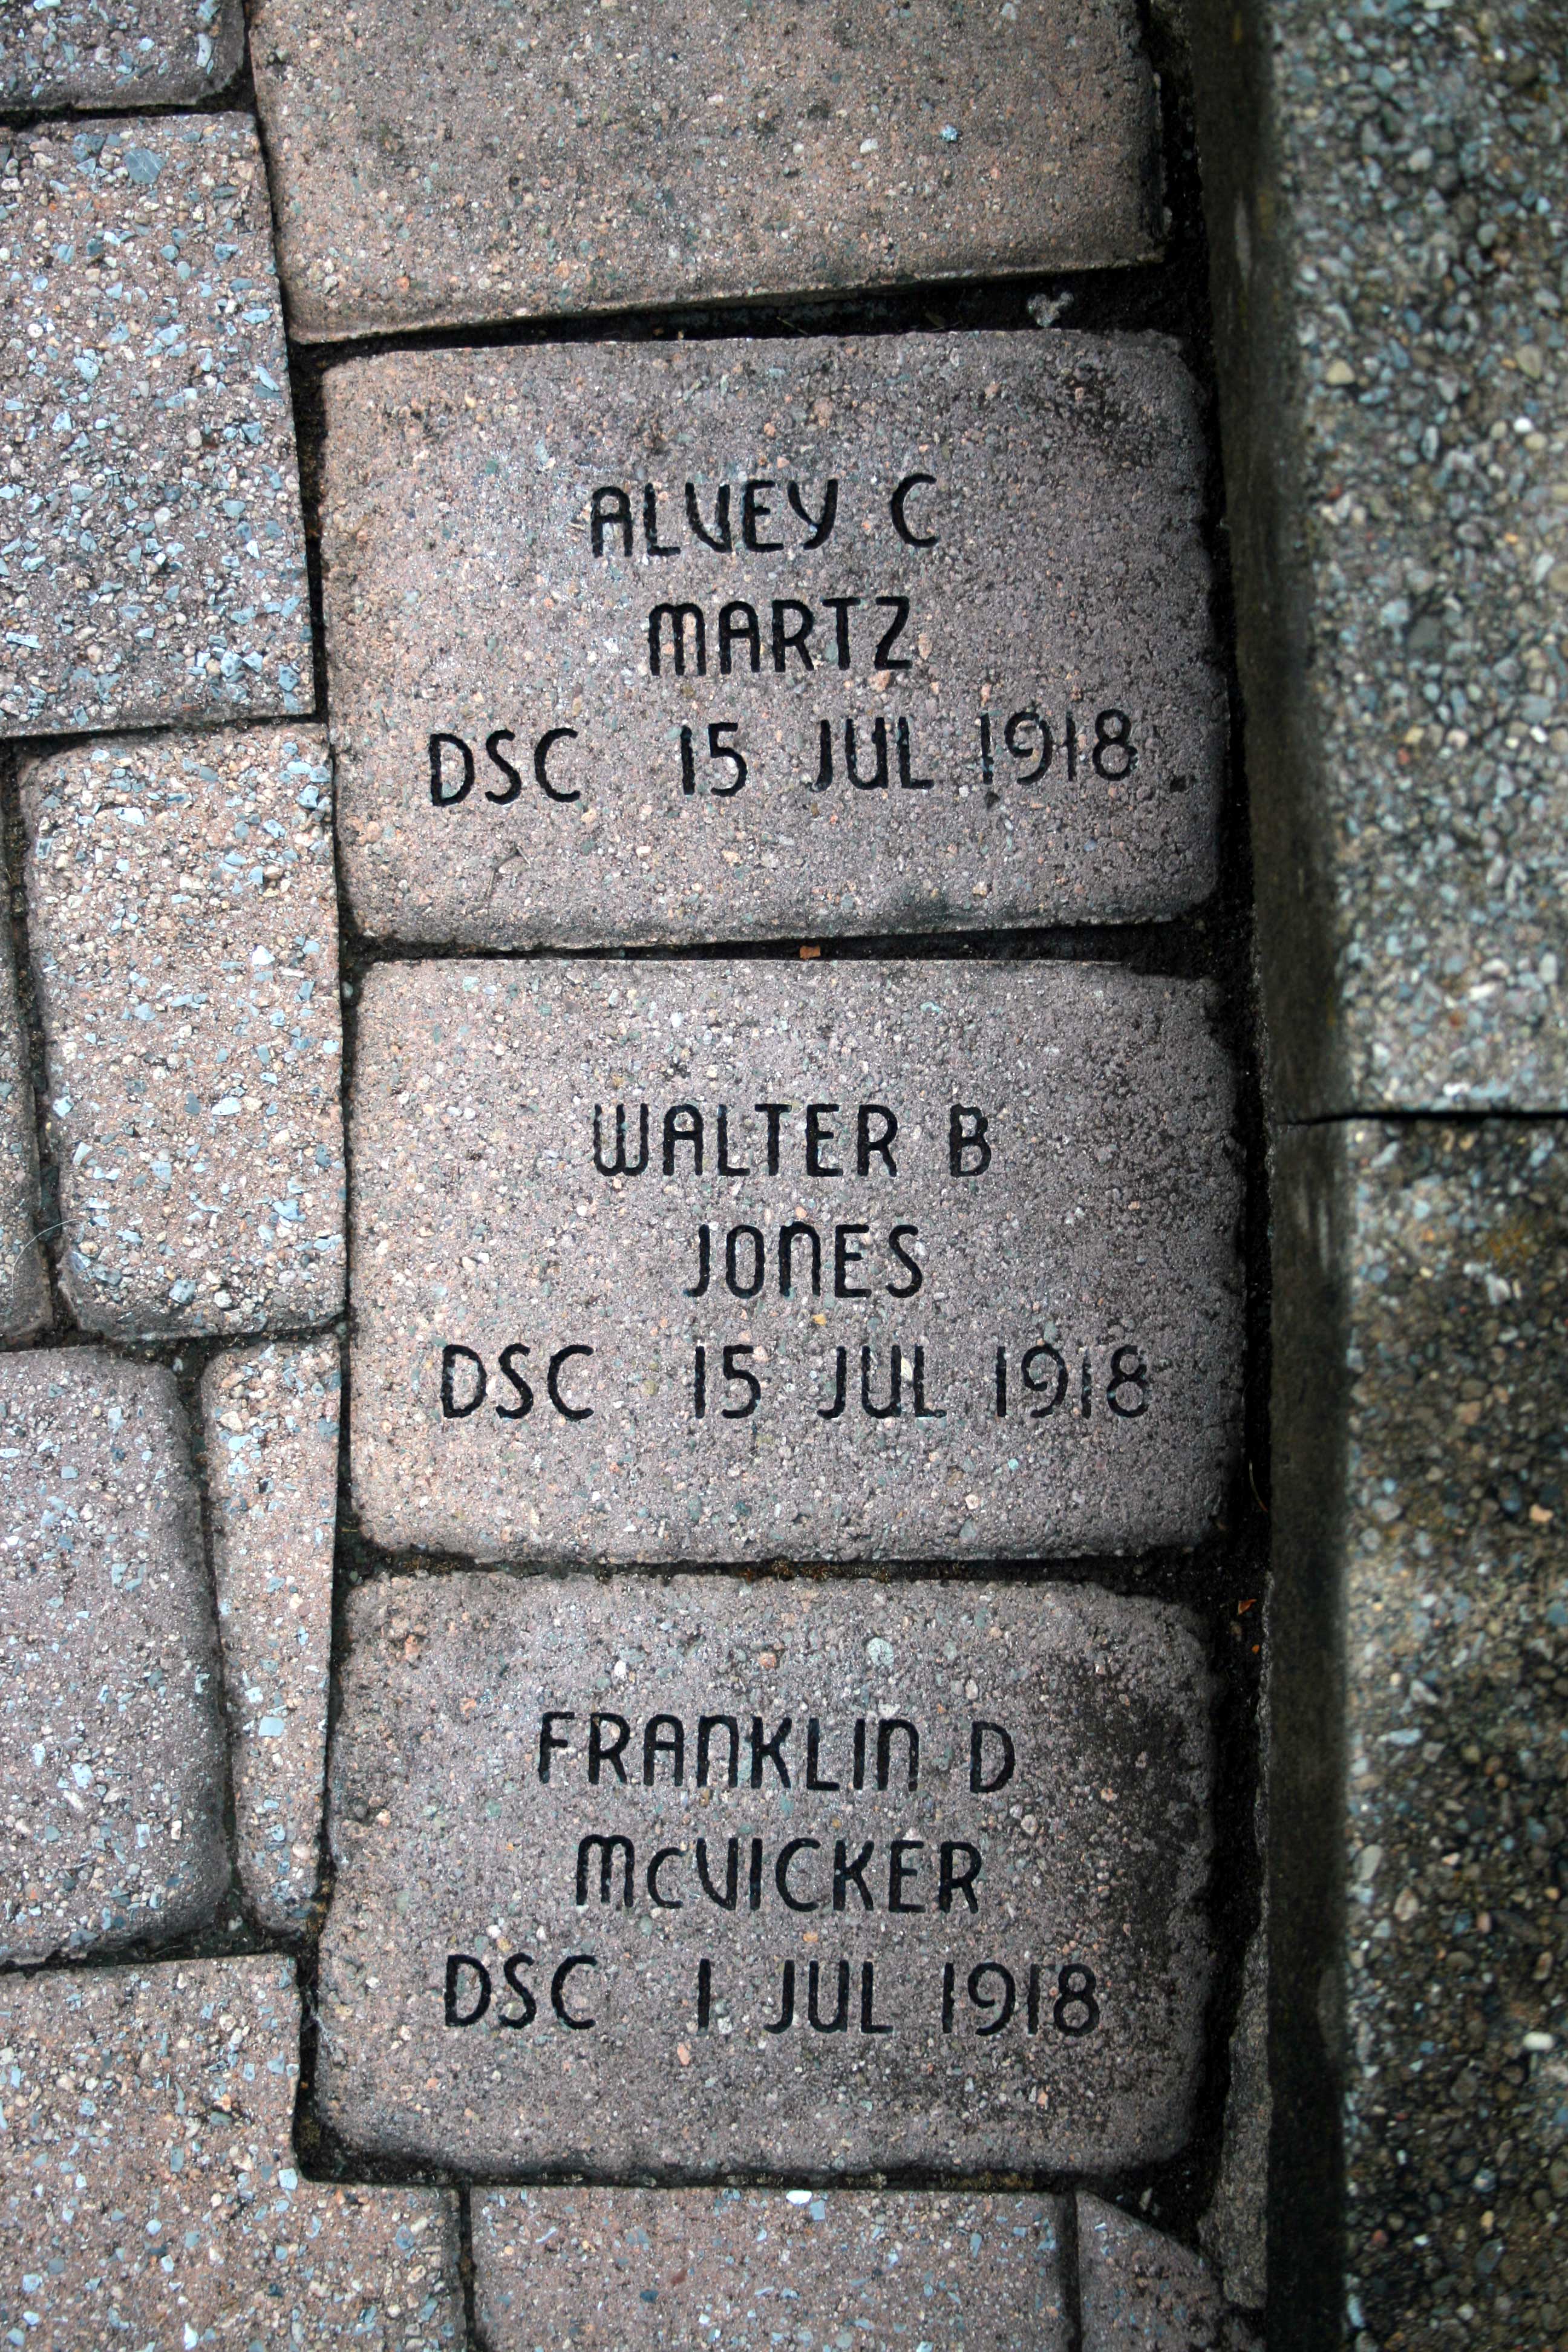 ALVEY C
MARTZ
DSC 15 JUL 1918
WALTER B
JONES
DSC 15 JUL 1918
FRANKLIN D
McVICKER
DSC 1 JUL 1918